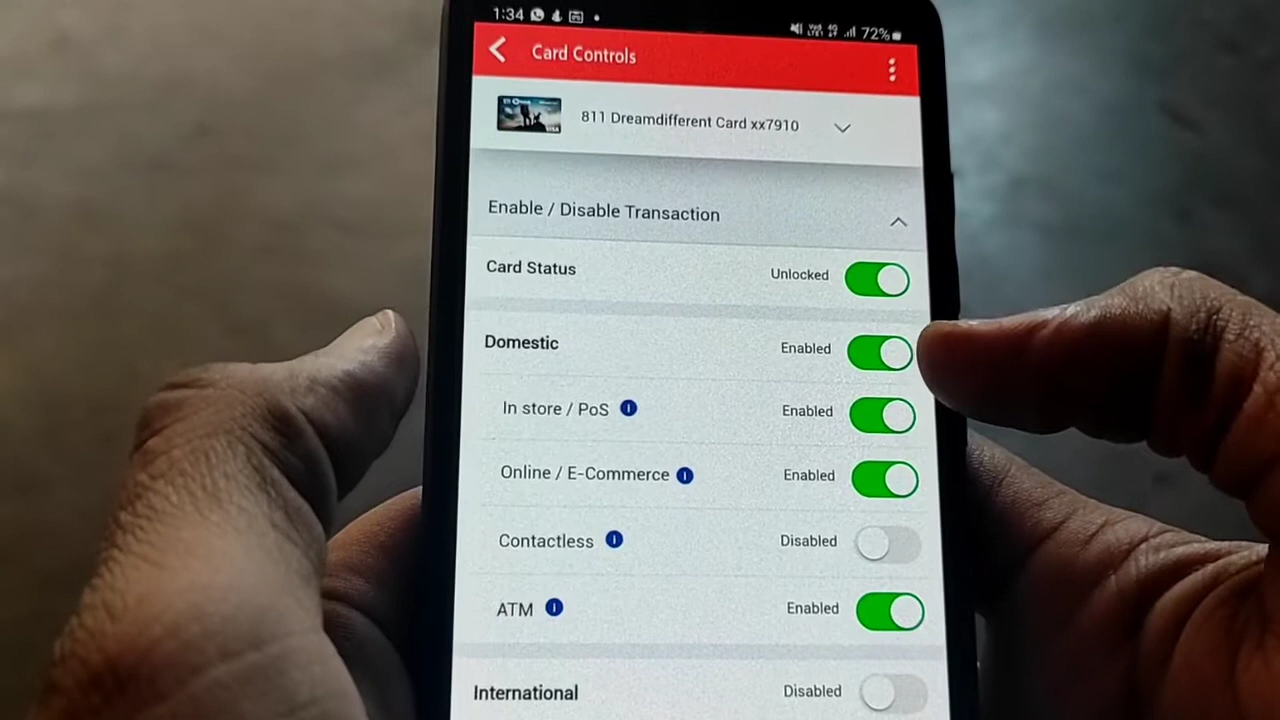 1:34
72%
Card Controls
811 Dreamdifferent Card xx7910
Enable / Disable Transaction
Card Status Unlocked
Domestic Enabled
In store / PoS Enabled
Online / E-Commerce Enabled
Contactless Disabled
ATM Enabled
International Disabled